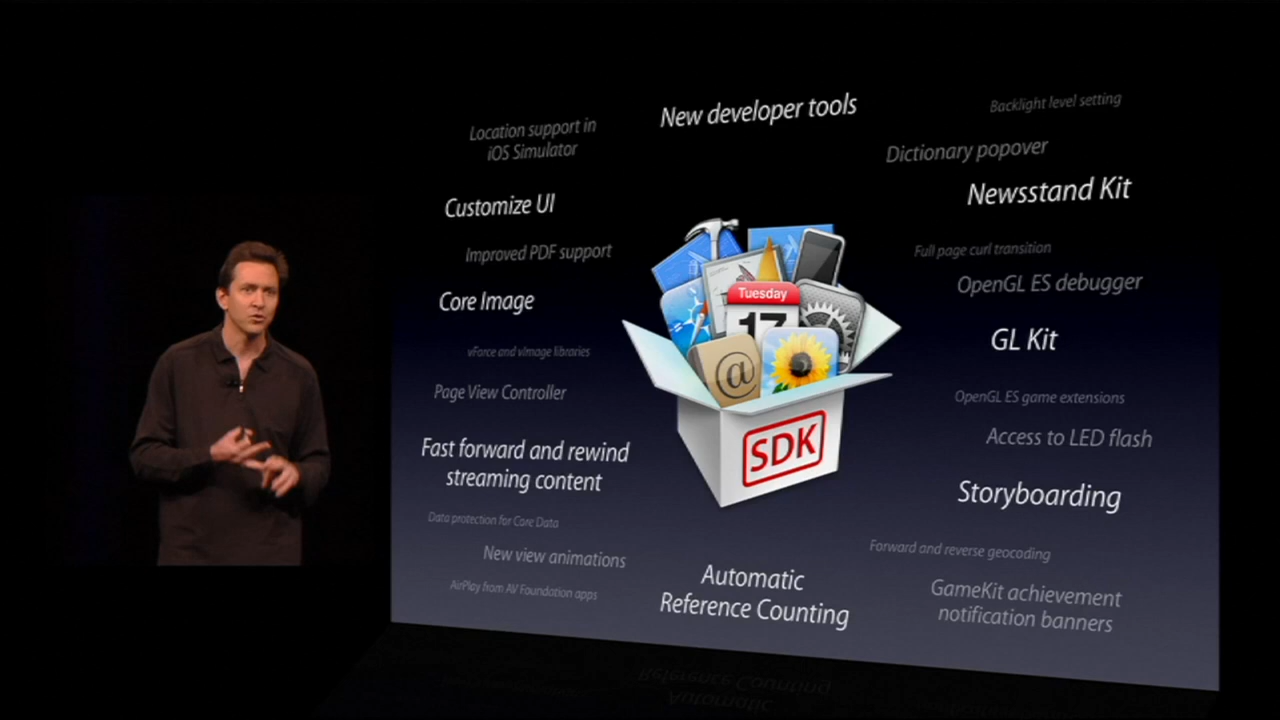 New developer tools
Location support in
iOS Simulator
Customize UI
Improved PDF support
Core Image
vForce and vImage libraries
Page View Controller
Fast forward and rewind
streaming content
Data protection for Core Data
New view animations
AirPlay from AV Foundation apps
Tuesday
17
@
SDK
Automatic
Reference Counting
Backlight level setting
Dictionary popover
Newsstand Kit
Full page curl transition
OpenGL ES debugger
GL Kit
OpenGL ES game extensions
Access to LED flash
Storyboarding
Forward and reverse geocoding
GameKit achievement
notification banners